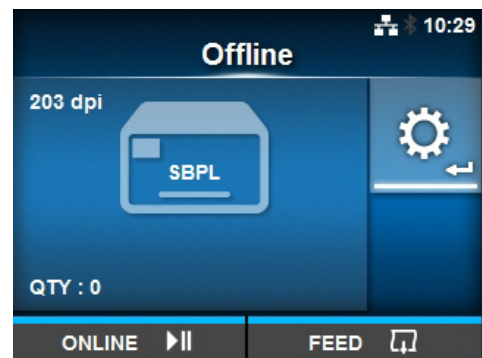 10:29
Offline
203 dpi
SBPL
QTY : 0
ONLINE FEED